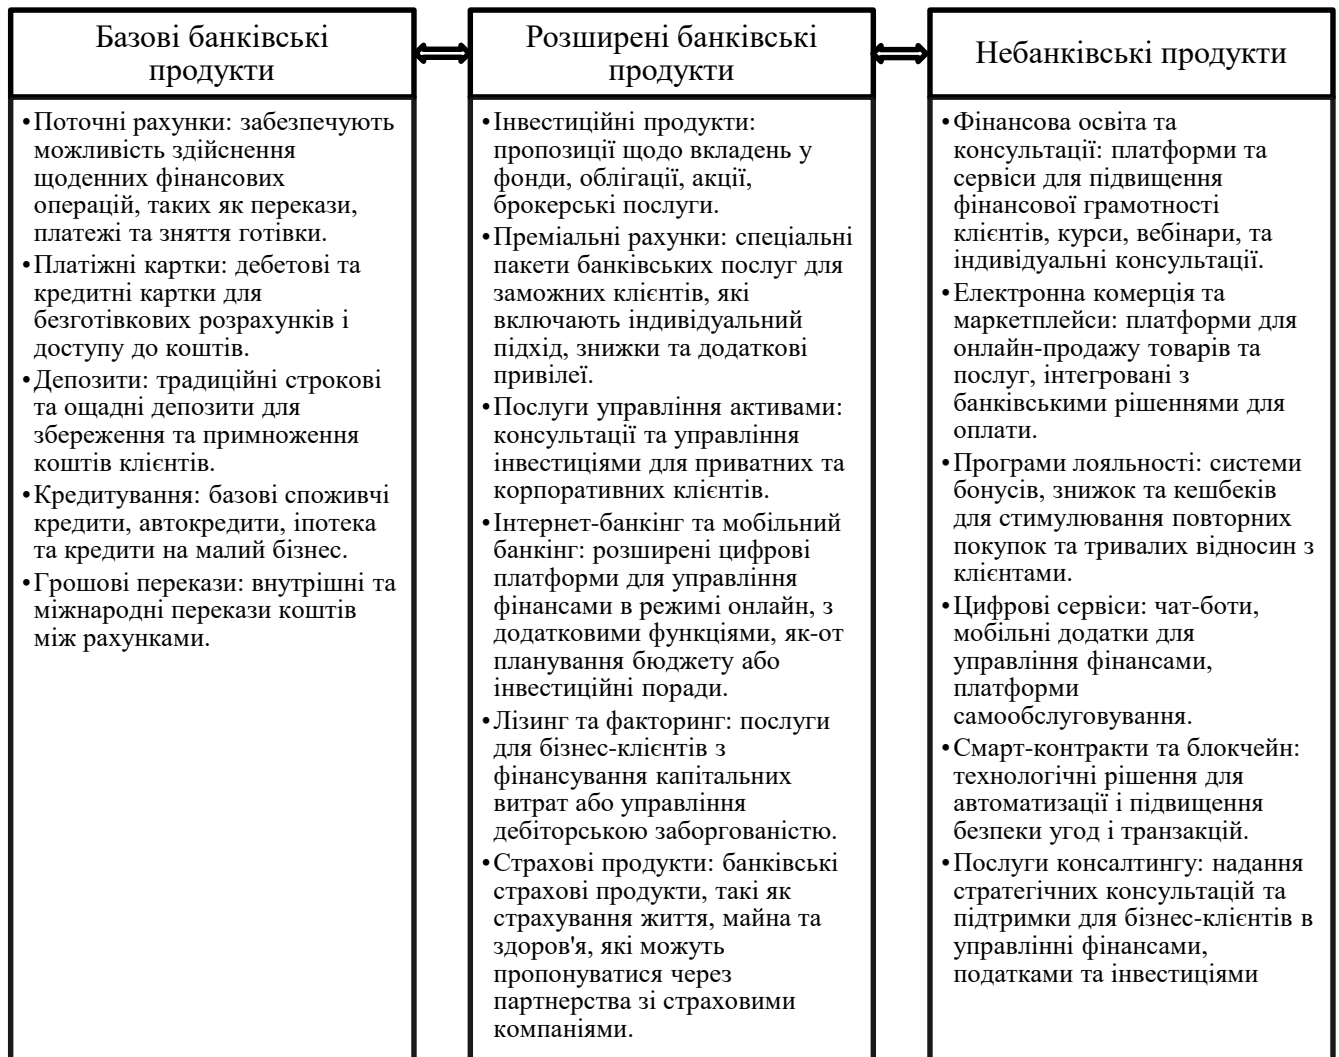 Базові банківські
продукти
•Поточні рахунки: забезпечують
можливість здійснення
щоденних фінансових
операцій, таких як перекази,
платежі та зняття готівки.
•Платіжні картки: дебетові та
кредитні картки для
безготівкових розрахунків і
доступу до коштів.
•Депозити: традиційні строкові
та ощадні депозити для
збереження та примноження
коштів клієнтів.
•Кредитування: базові споживчі
кредити, автокредити, іпотека
та кредити на малий бізнес.
•Грошові перекази: внутрішні та
міжнародні перекази коштів
між рахунками.
Розширені банківські
продукти
•Інвестиційні продукти:
пропозиції щодо вкладень у
фонди, облігації, акції,
брокерські послуги.
•Преміальні рахунки: спеціальні
пакети банківських послуг для
заможних клієнтів, які
включають індивідуальний
підхід, знижки та додаткові
привілеї.
•Послуги управління активами:
консультації та управління
інвестиціями для приватних та
корпоративних клієнтів.
•Інтернет-банкінг та мобільний
банкінг: розширені цифрові
платформи для управління
фінансами в режимі онлайн, з
додатковими функціями, як-от
планування бюджету або
інвестиційні поради.
•Лізинг та факторинг: послуги
для бізнес-клієнтів з
фінансування капітальних
витрат або управління
дебіторською заборгованістю.
•Страхові продукти: банківські
страхові продукти, такі як
страхування життя, майна та
здоров'я, які можуть
пропонуватися через
партнерства зі страховими
компаніями.
Небанківські продукти
•Фінансова освіта та
консультації: платформи та
сервіси для підвищення
фінансової грамотності
клієнтів, курси, вебінари, та
індивідуальні консультації.
•Електронна комерція та
маркетплейси: платформи для
онлайн-продажу товарів та
послуг, інтегровані з
банківськими рішеннями для
оплати.
•Програми лояльності: системи
бонусів, знижок та кешбеків
для стимулювання повторних
покупок та тривалих відносин з
клієнтами.
•Цифрові сервіси: чат-боти,
мобільні додатки для
управління фінансами,
платформи
самообслуговування.
•Смарт-контракти та блокчейн:
технологічні рішення для
автоматизації і підвищення
безпеки угод і транзакцій.
•Послуги консалтингу: надання
стратегічних консультацій та
підтримки для бізнес-клієнтів в
управлінні фінансами,
податками та інвестиціями